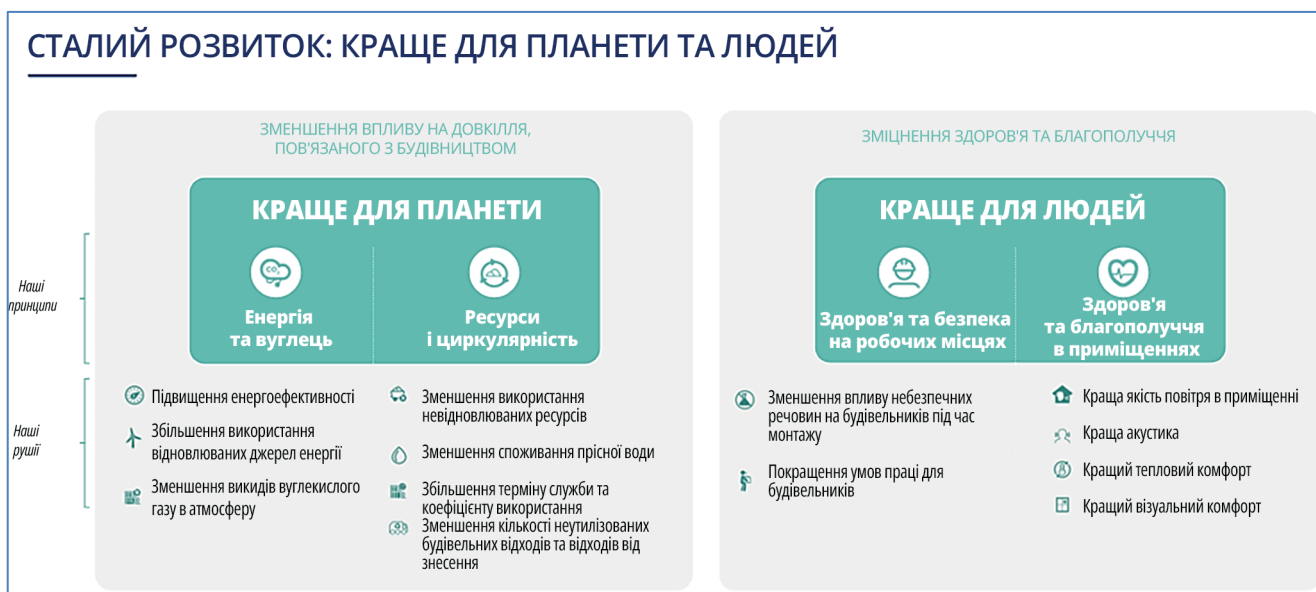 СТАЛИЙ РОЗВИТОК: КРАЩЕ ДЛЯ ПЛАНЕТИ ТА ЛЮДЕЙ
ЗМЕНШЕННЯ ВПЛИВУ НА ДОВКІЛЛЯ,
ПОВ'ЯЗАНОГО З БУДІВНИЦТВОМ
КРАЩЕ ДЛЯ ПЛАНЕТИ
CO₂
Енергія
та вуглець
Ресурси
і циркулярність
Наші
принципи
Наші
рушії
Підвищення енергоефективності
Збільшення використання
відновлюваних джерел енергії
Зменшення викидів вуглекислого
газу в атмосферу
Зменшення використання
невідновлюваних ресурсів
Зменшення споживання прісної води
Збільшення терміну служби та
коефіцієнту використання
Зменшення кількості неутилізованих
будівельних відходів та відходів від
знесення
ЗМІЦНЕННЯ ЗДОРОВ'Я ТА БЛАГОПОЛУЧЧЯ
КРАЩЕ ДЛЯ ЛЮДЕЙ
Здоров'я та безпека
на робочих місцях
Здоров'я
та благополуччя
в приміщеннях
Зменшення впливу небезпечних
речовин на будівельників під час
монтажу
Покращення умов праці для
будівельників
Краща якість повітря в приміщенні
Краща акустика
Кращий тепловий комфорт
Кращий візуальний комфорт